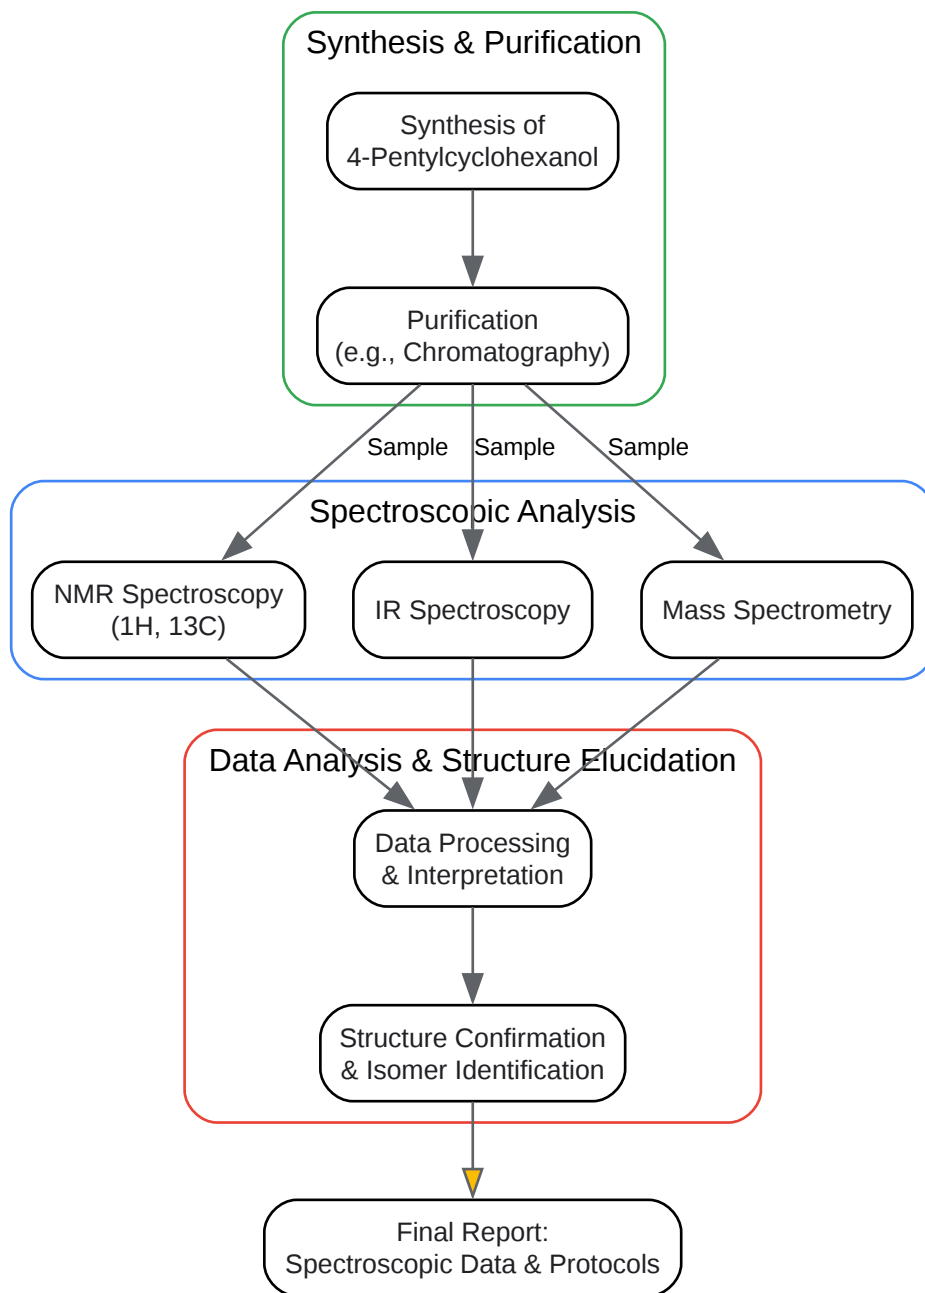 Synthesis & Purification
Synthesis of
4-Pentylcyclohexanol
Purification
(e.g., Chromatography)
Sample
Sample
Sample
Spectroscopic Analysis
NMR Spectroscopy
(1H, 13C)
IR Spectroscopy
Mass Spectrometry
Data Analysis & Structure Elucidation
Data Processing
& Interpretation
Structure Confirmation
& Isomer Identification
Final Report:
Spectroscopic Data & Protocols